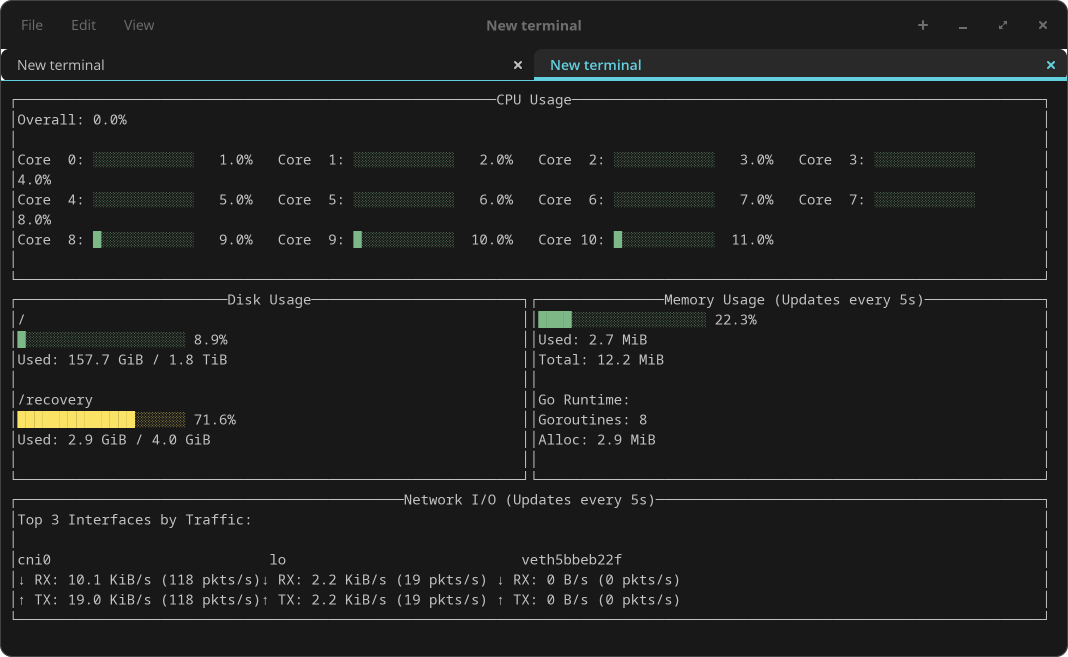 File Edit View New terminal
New terminal New terminal
CPU Usage
Overall: 0.0%
Core 0: 1.0% Core 1: 2.0% Core 2: 3.0% Core 3:
4.0%
Core 4: 5.0% Core 5: 6.0% Core 6: 7.0% Core 7:
8.0%
Core 8: 9.0% Core 9: 10.0% Core 10: 11.0%
Disk Usage
/
8.9%
Used: 157.7 GiB / 1.8 TiB
/recovery
71.6%
Used: 2.9 GiB / 4.0 GiB
Memory Usage (Updates every 5s)
22.3%
Used: 2.7 MiB
Total: 12.2 MiB
Go Runtime:
Goroutines: 8
Alloc: 2.9 MiB
Network I/O (Updates every 5s)
Top 3 Interfaces by Traffic:
cni0 lo veth5bbeb22f
↓ RX: 10.1 KiB/s (118 pkts/s)↓ RX: 2.2 KiB/s (19 pkts/s) ↓ RX: 0 B/s (0 pkts/s)
↑ TX: 19.0 KiB/s (118 pkts/s)↑ TX: 2.2 KiB/s (19 pkts/s) ↑ TX: 0 B/s (0 pkts/s)